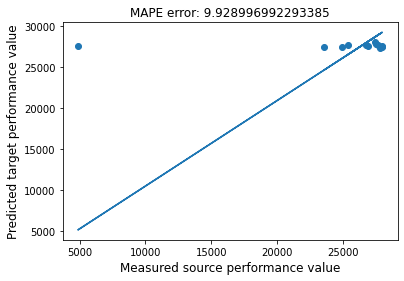 MAPE error: 9.928996992293385
Predicted target performance value
30000
25000
20000
15000
10000
5000
5000 10000 15000 20000 25000
Measured source performance value